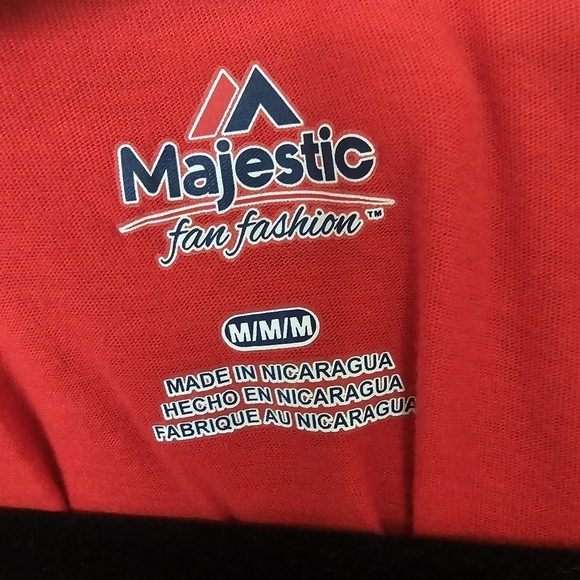 Majestic
fan fashion™
M/M/M
MADE IN NICARAGUA
HECHO EN NICARAGUA
FABRIQUE AU NICARAGUA